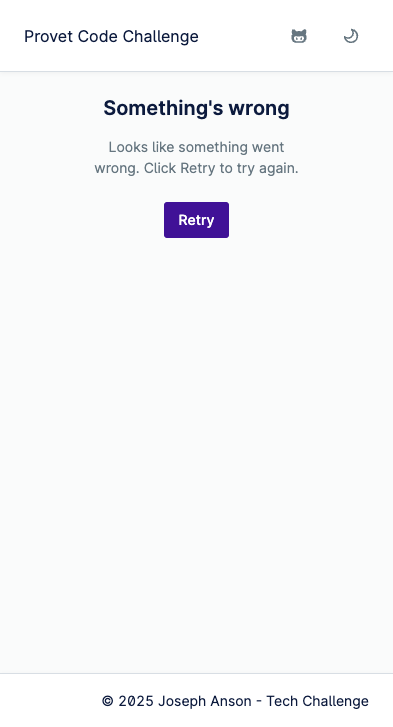 Provet Code Challenge
Something's wrong
Looks like something went
wrong. Click Retry to try again.
Retry
© 2025 Joseph Anson - Tech Challenge